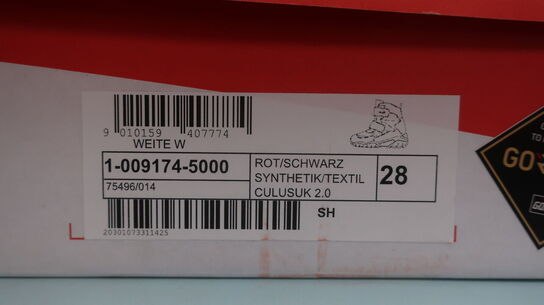 9 010159 407774
WEITE W
1-009174-5000
75496/014
ROT/SCHWARZ
SYNTHETIK/TEXTIL
CULUSUK 2.0
28
SH
20301073311425